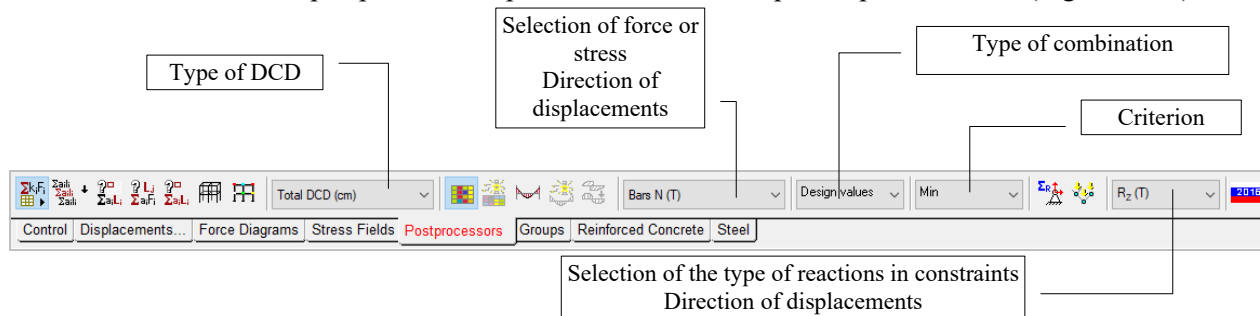 Selection of force or
stress
Direction of
displacements
Type of combination
Type of DCD
Criterion
Total DCD (cm)
Bars N (T)
Design values
Min
Rz (T)
2016
Control Displacements... Force Diagrams Stress Fields Postprocessors Groups Reinforced Concrete Steel
Selection of the type of reactions in constraints
Direction of displacements